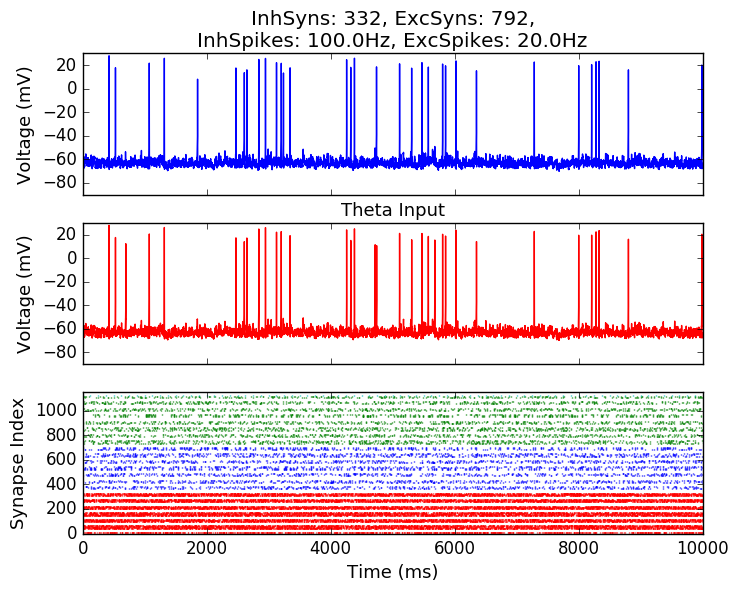 InhSyns: 332, ExcSyns: 792,
InhSpikes: 100.0Hz, ExcSpikes: 20.0Hz
Voltage (mV)
20
0
−20
−40
−60
−80
Theta Input
Voltage (mV)
20
0
−20
−40
−60
−80
Synapse Index
1000
800
600
400
200
0
0 2000 4000 6000 8000 10000
Time (ms)